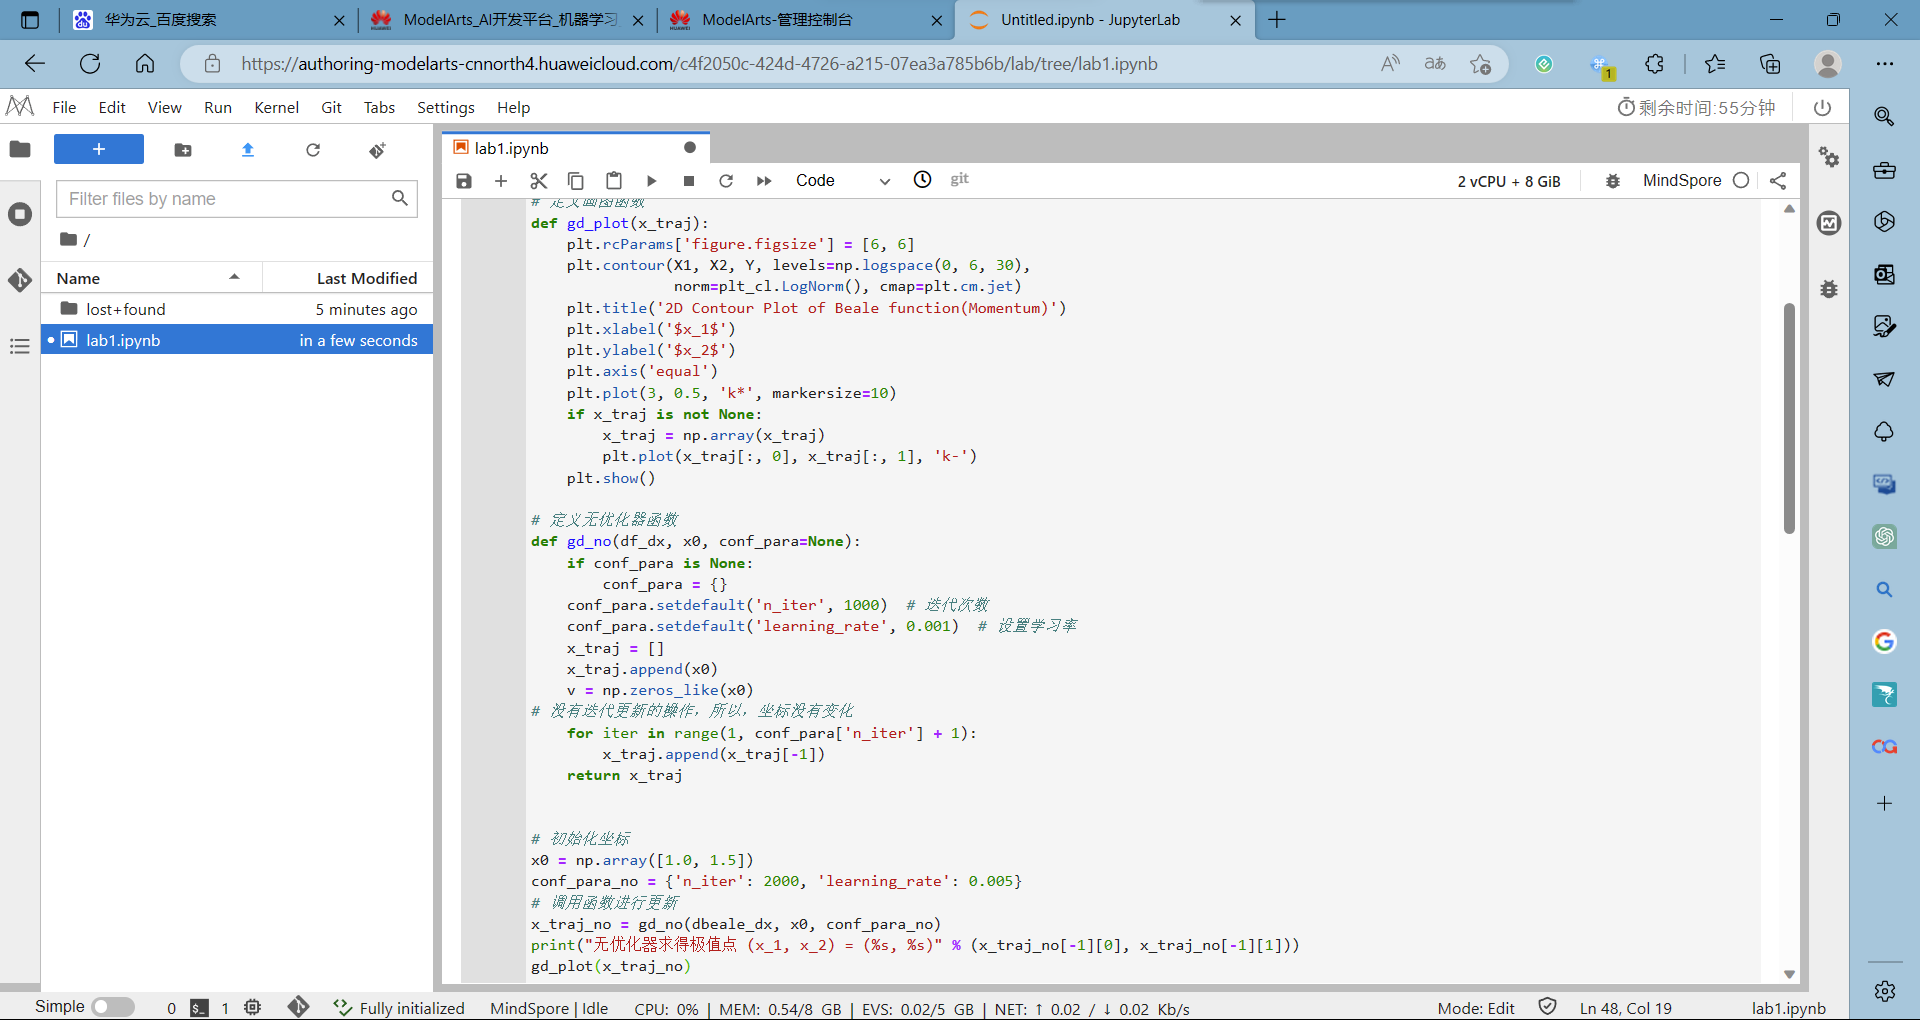 华为云_百度搜索
ModelArts_AI开发平台_机器学习
ModelArts-管理控制台
Untitled.ipynb - JupyterLab
https://authoring-modelarts-cnnorth4.huaweicloud.com/c4f2050c-424d-4726-a215-07ea3a785b6b/lab/tree/lab1.ipynb
File Edit View Run Kernel Git Tabs Settings Help
剩余时间:55分钟
lab1.ipynb
Code
git
2 vCPU + 8 GiB
MindSpore
Filter files by name
/
Name Last Modified
lost+found 5 minutes ago
lab1.ipynb in a few seconds
# 定义画图函数
def gd_plot(x_traj):
plt.rcParams['figure.figsize'] = [6, 6]
plt.contour(X1, X2, Y, levels=np.logspace(0, 6, 30),
norm=plt_cl.LogNorm(), cmap=plt.cm.jet)
plt.title('2D Contour Plot of Beale function(Momentum)')
plt.xlabel('$x_1$')
plt.ylabel('$x_2$')
plt.axis('equal')
plt.plot(3, 0.5, 'k*', markersize=10)
if x_traj is not None:
x_traj = np.array(x_traj)
plt.plot(x_traj[:, 0], x_traj[:, 1], 'k-')
plt.show()
# 定义无优化器函数
def gd_no(df_dx, x0, conf_para=None):
if conf_para is None:
conf_para = {}
conf_para.setdefault('n_iter', 1000)  # 迭代次数
conf_para.setdefault('learning_rate', 0.001)  # 设置学习率
x_traj = []
x_traj.append(x0)
v = np.zeros_like(x0)
# 没有迭代更新的操作，所以，坐标没有变化
for iter in range(1, conf_para['n_iter'] + 1):
x_traj.append(x_traj[-1])
return x_traj
# 初始化坐标
x0 = np.array([1.0, 1.5])
conf_para_no = {'n_iter': 2000, 'learning_rate': 0.005}
# 调用函数进行更新
x_traj_no = gd_no(dbeale_dx, x0, conf_para_no)
print("无优化器求得极值点 (x_1, x_2) = (%s, %s)" % (x_traj_no[-1][0], x_traj_no[-1][1]))
gd_plot(x_traj_no)
Simple 0 1 Fully initialized MindSpore | Idle CPU: 0% | MEM: 0.54/8 GB | EVS: 0.02/5 GB | NET: ↑ 0.02 / ↓ 0.02 Kb/s Mode: Edit Ln 48, Col 19 lab1.ipynb